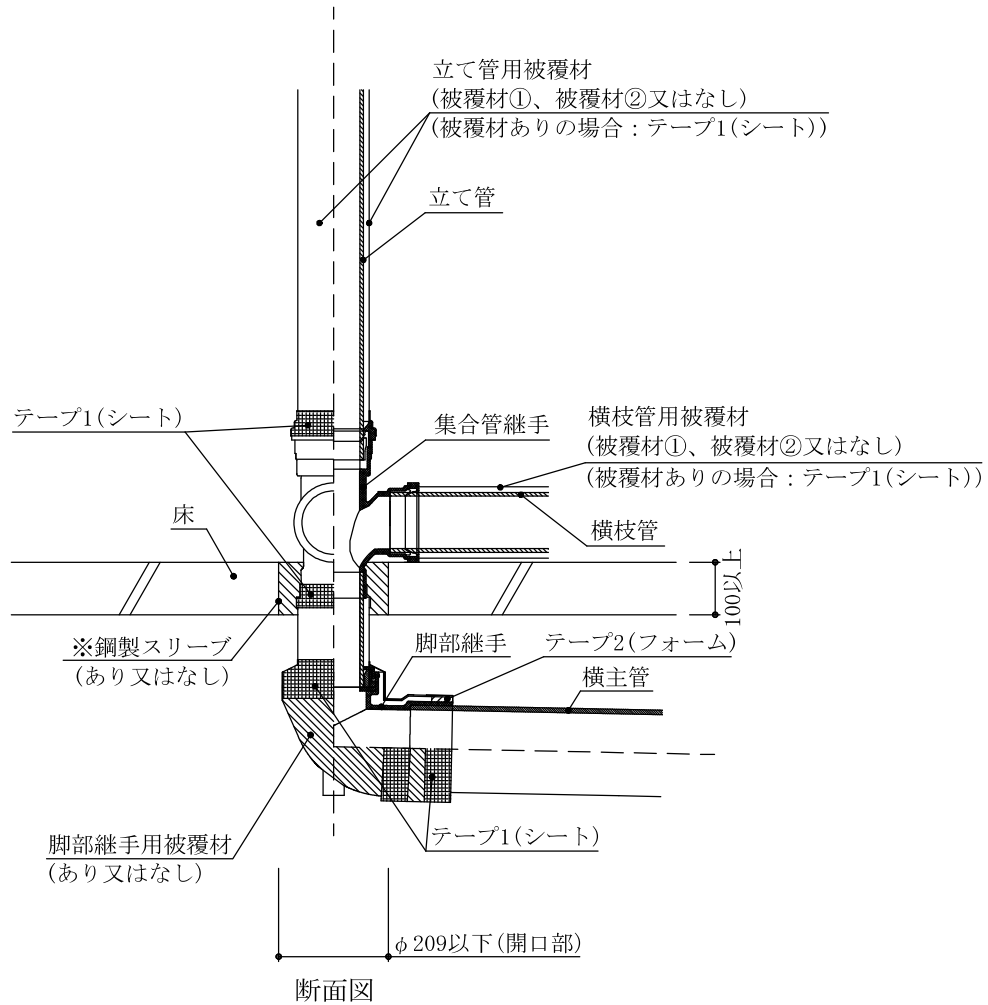 立て管用被覆材
(被覆材①、被覆材②又はなし)
(被覆材ありの場合：テープ1(シート))
立て管
テープ1(シート)
集合管継手
横枝管用被覆材
(被覆材①、被覆材②又はなし)
(被覆材ありの場合：テープ1(シート))
横枝管
床
100以上
※鋼製スリーブ
(あり又はなし)
脚部継手
テープ2(フォーム)
横主管
テープ1(シート)
脚部継手用被覆材
(あり又はなし)
φ209以下(開口部)
断面図